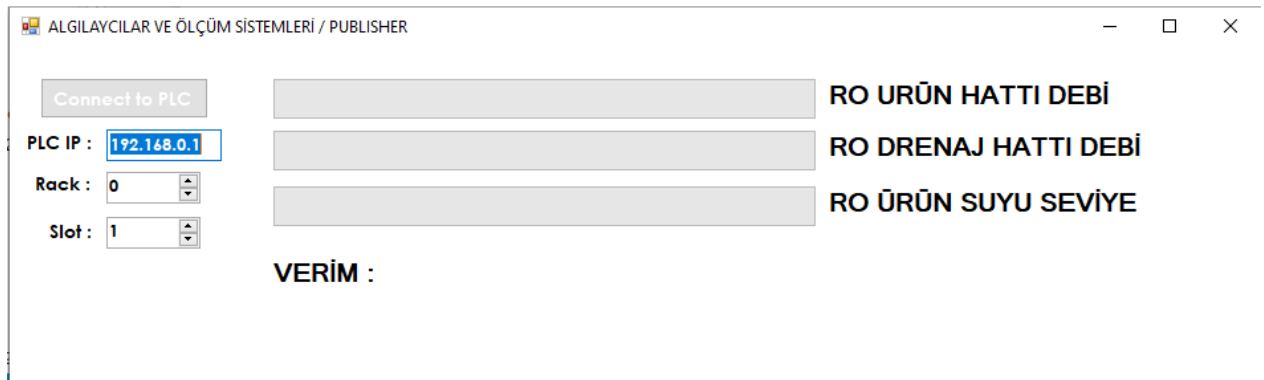 ALGILAYCILAR VE ÖLÇÜM SİSTEMLERİ / PUBLISHER
Connect to PLC
PLC IP : 192.168.0.1
Rack : 0
Slot : 1
RO URÜN HATTI DEBİ
RO DRENAJ HATTI DEBİ
RO ÜRÜN SUYU SEVİYE
VERİM :